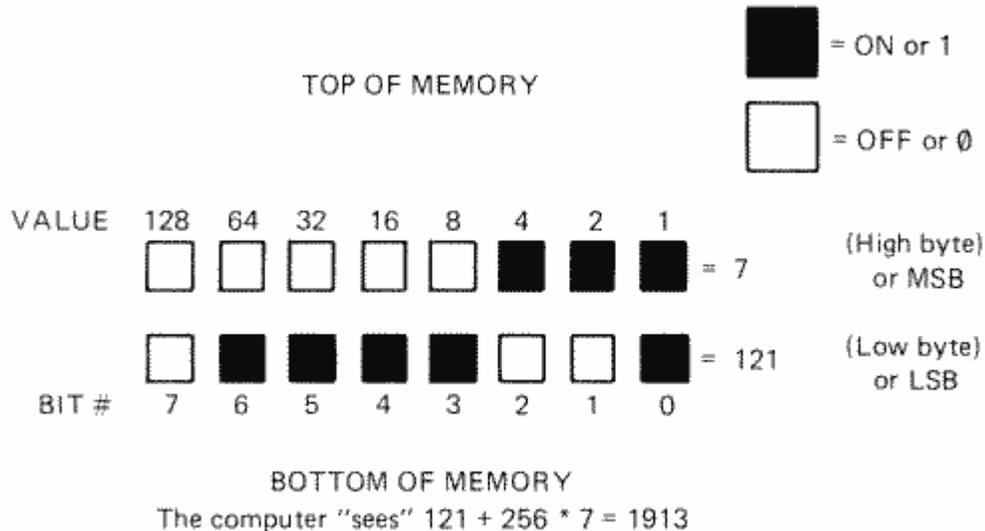 = ON or 1
TOP OF MEMORY
= OFF or 0
VALUE 128 64 32 16 8 4 2 1
= 7 (High byte) or MSB
= 121 (Low byte) or LSB
BIT # 7 6 5 4 3 2 1 0
BOTTOM OF MEMORY
The computer "sees" 121 + 256 * 7 = 1913